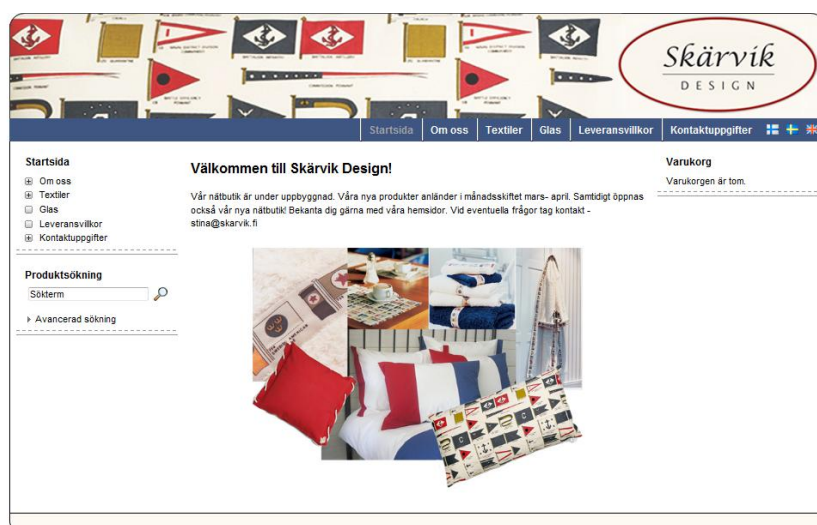 Skärvik
DESIGN
Startsida Om oss Textiler Glas Leveransvillkor Kontaktuppgifter
Startsida
Om oss
Textiler
Glas
Leveransvillkor
Kontaktuppgifter
Produktsökning
Sökterm
Avancerad sökning
Välkommen till Skärvik Design!
Vår nätbutik är under uppbyggnad. Våra nya produkter anländer i månadsskiftet mars- april. Samtidigt öppnas
också vår nya nätbutik! Bekanta dig gärna med våra hemsidor. Vid eventuella frågor tag kontakt -
stina@skarvik.fi
Varukorg
Varukorgen är tom.